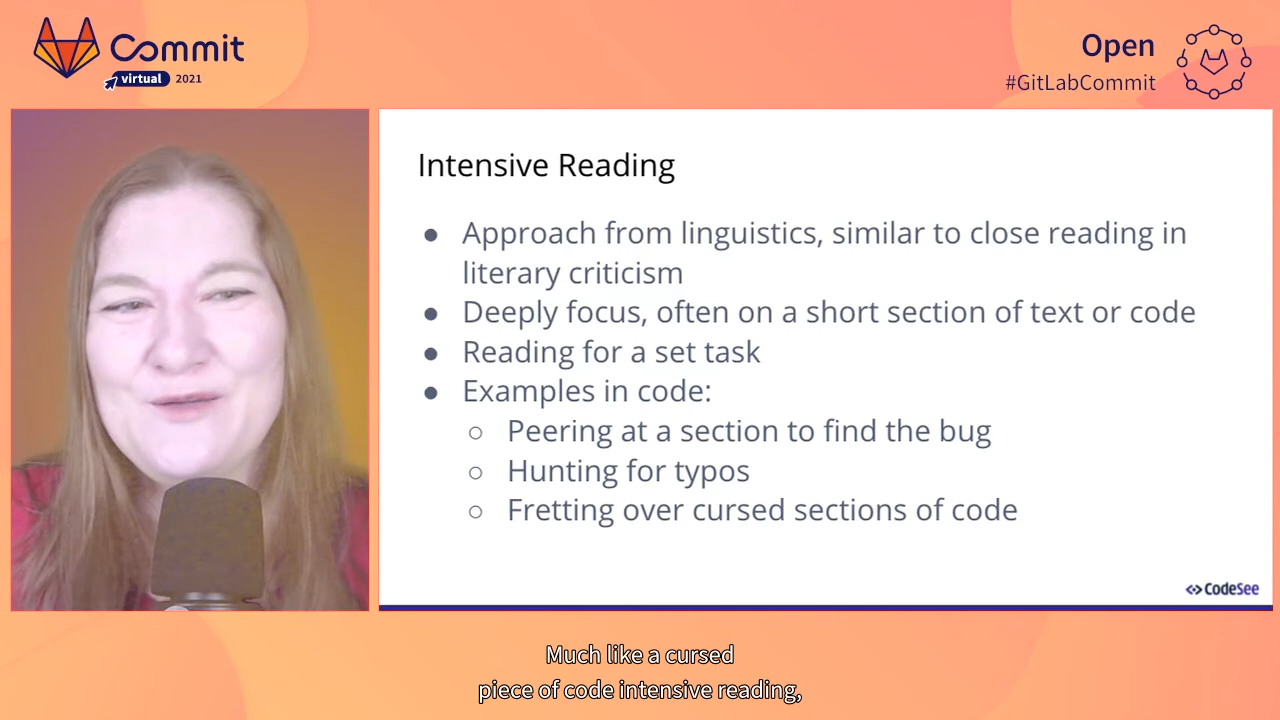 Commit
virtual 2021
Open
#GitLabCommit
Intensive Reading
● Approach from linguistics, similar to close reading in
literary criticism
● Deeply focus, often on a short section of text or code
● Reading for a set task
● Examples in code:
○ Peering at a section to find the bug
○ Hunting for typos
○ Fretting over cursed sections of code
CodeSee
Much like a cursed
piece of code intensive reading,